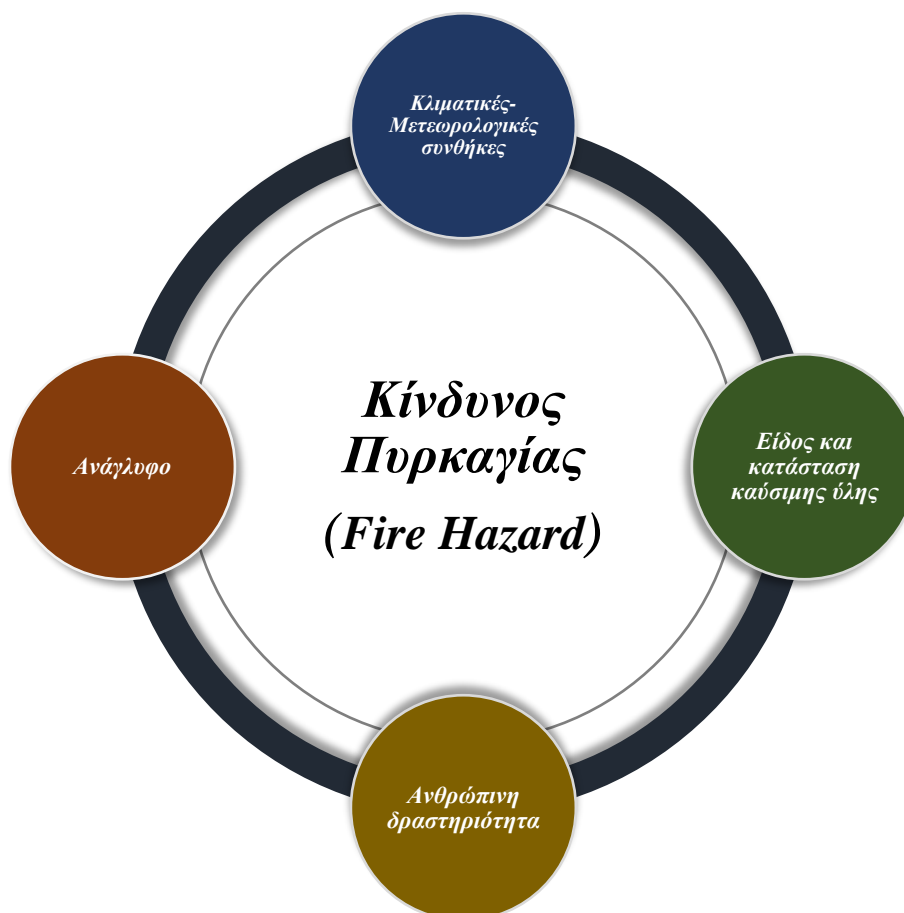 Κλιματικές-
Μετεωρολογικές
συνθήκες
Κίνδυνος
Πυρκαγίας
(Fire Hazard)
Ανάγλυφο
Είδος και
κατάσταση
καύσιμης ύλης
Ανθρώπινη
δραστηριότητα